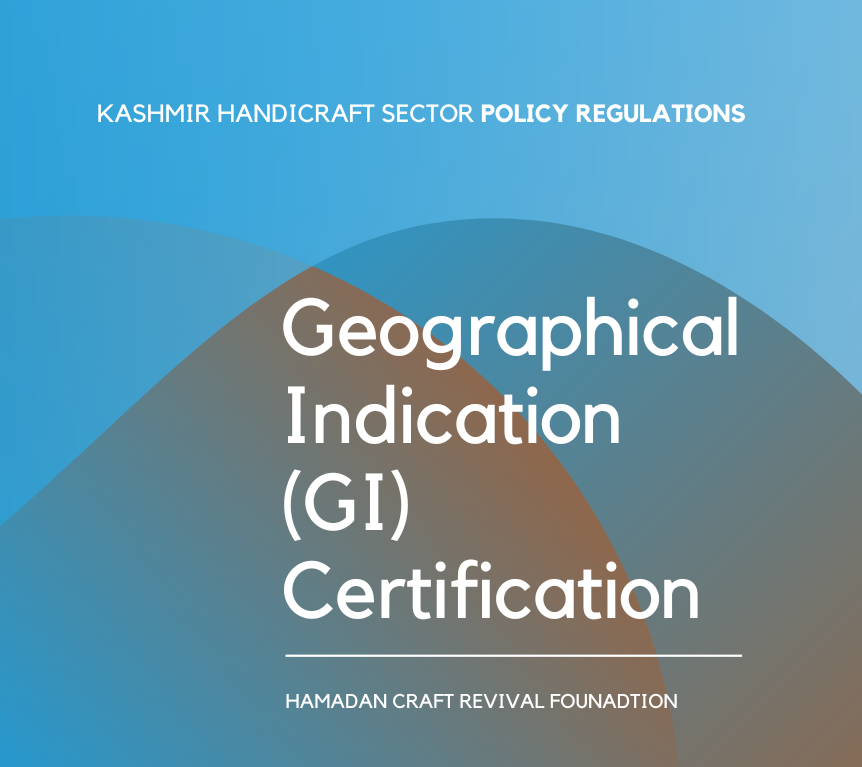 KASHMIR HANDICRAFT SECTOR POLICY REGULATIONS
Geographical
Indication
(GI)
Certification
HAMADAN CRAFT REVIVAL FOUNADTION